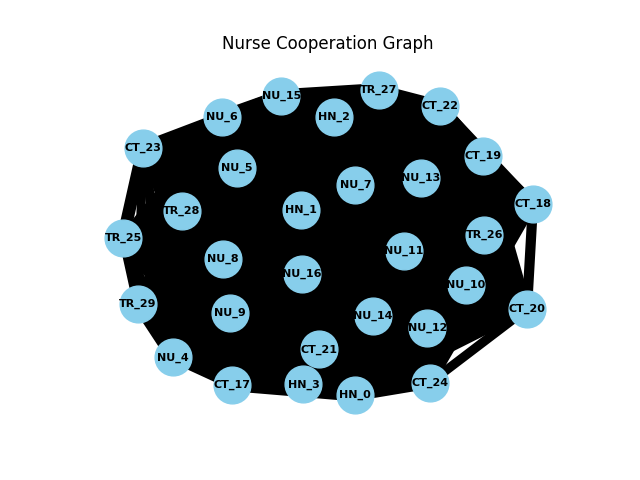 Nurse Cooperation Graph
TR_27
NU_15
CT_22
NU_6
HN_2
CT_23
CT_19
NU_5
NU_13
NU_7
CT_18
TR_28
HN_1
TR_25
TR_26
NU_11
NU_8
NU_16
NU_10
TR_29
CT_20
NU_9
NU_14
NU_12
CT_21
NU_4
CT_17
HN_3
CT_24
HN_0